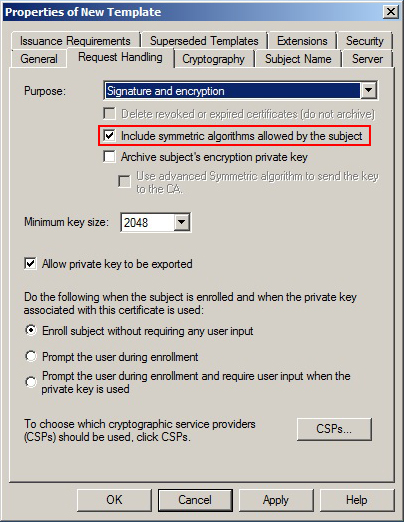 Properties of New Template
Issuance Requirements Superseded Templates Extensions Security
General Request Handling Cryptography Subject Name Server
Purpose: Signature and encryption
Delete revoked or expired certificates (do not archive)
Include symmetric algorithms allowed by the subject
Archive subject's encryption private key
Use advanced Symmetric algorithm to send the key
to the CA.
Minimum key size: 2048
Allow private key to be exported
Do the following when the subject is enrolled and when the private key
associated with this certificate is used:
Enroll subject without requiring any user input
Prompt the user during enrollment
Prompt the user during enrollment and require user input when the
private key is used
To choose which cryptographic service providers
(CSPs) should be used, click CSPs.
CSPs...
OK Cancel Apply Help